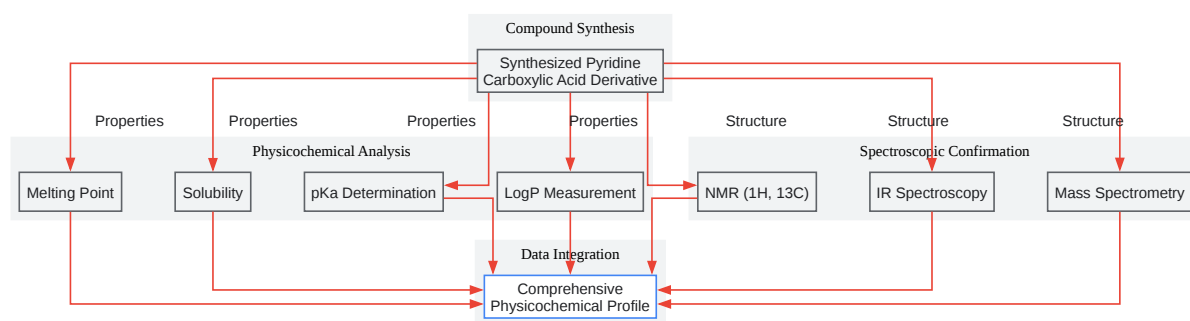 Compound Synthesis
Synthesized Pyridine
Carboxylic Acid Derivative
Properties
Properties
Properties
Properties
Structure
Structure
Structure
Physicochemical Analysis
Spectroscopic Confirmation
Melting Point
Solubility
pKa Determination
LogP Measurement
NMR (1H, 13C)
IR Spectroscopy
Mass Spectrometry
Data Integration
Comprehensive
Physicochemical Profile